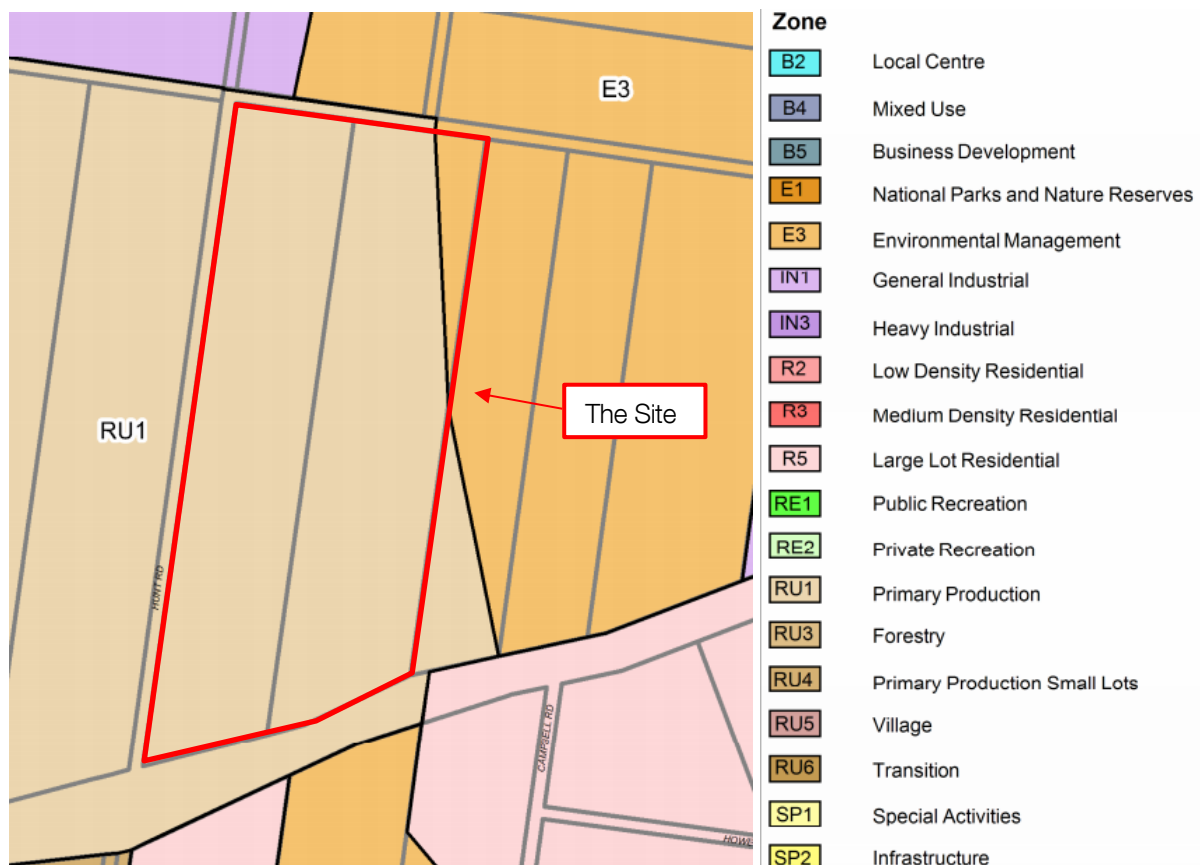 E3
RU1
The Site
HUNT RD
CAMPBELL RD
Zone
B2 Local Centre
B4 Mixed Use
B5 Business Development
E1 National Parks and Nature Reserves
E3 Environmental Management
IN1 General Industrial
IN3 Heavy Industrial
R2 Low Density Residential
R3 Medium Density Residential
R5 Large Lot Residential
RE1 Public Recreation
RE2 Private Recreation
RU1 Primary Production
RU3 Forestry
RU4 Primary Production Small Lots
RU5 Village
RU6 Transition
SP1 Special Activities
SP2 Infrastructure